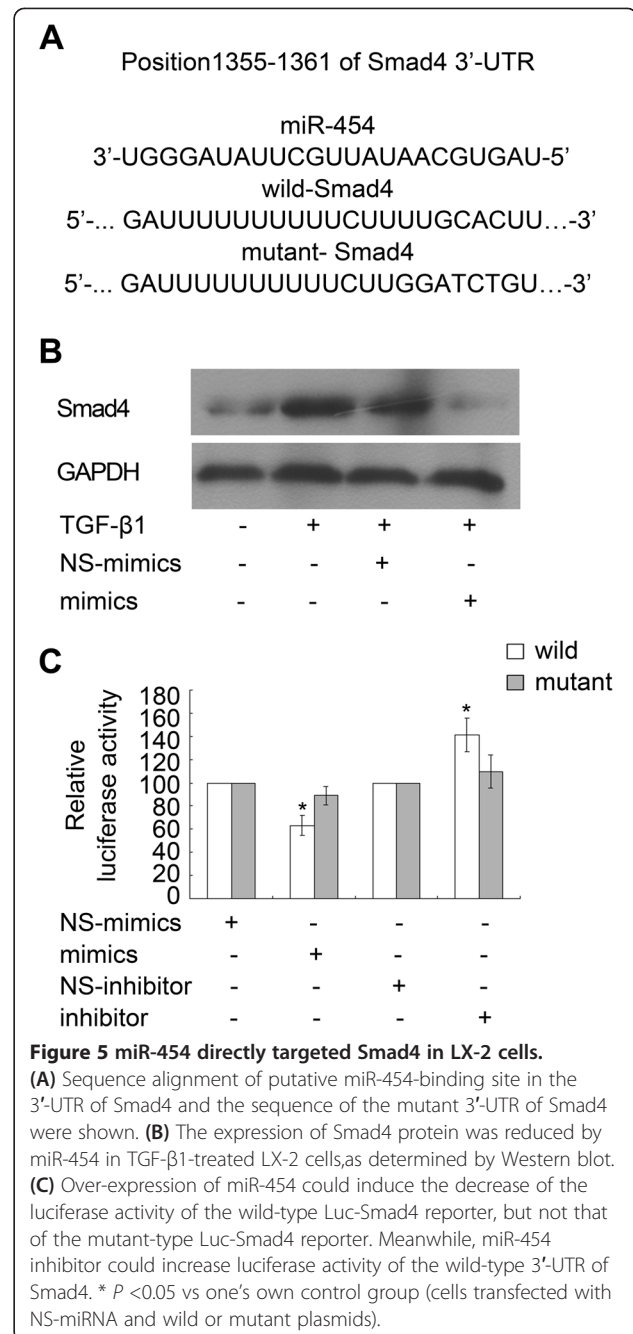 A
Position1355-1361 of Smad4 3’-UTR
miR-454
3’-UGGGAUAUUCGUUAUAACGUGAU-5’
wild-Smad4
5’-... GAUUUUUUUUUUCUUUUGCACUU...-3’
mutant- Smad4
5’-... GAUUUUUUUUUUCUUGGATCTGU...-3’
B
Smad4
GAPDH
TGF-β1 - + + +
NS-mimics - - + -
mimics - - - +
C
wild
mutant
Relative
luciferase activity
180
160
140
120
100
80
60
40
20
0
*
*
NS-mimics + - - -
mimics - + - -
NS-inhibitor - - + -
inhibitor - - - +
Figure 5 miR-454 directly targeted Smad4 in LX-2 cells.
(A) Sequence alignment of putative miR-454-binding site in the
3′-UTR of Smad4 and the sequence of the mutant 3′-UTR of Smad4
were shown. (B) The expression of Smad4 protein was reduced by
miR-454 in TGF-β1-treated LX-2 cells,as determined by Western blot.
(C) Over-expression of miR-454 could induce the decrease of the
luciferase activity of the wild-type Luc-Smad4 reporter, but not that
of the mutant-type Luc-Smad4 reporter. Meanwhile, miR-454
inhibitor could increase luciferase activity of the wild-type 3′-UTR of
Smad4. * P <0.05 vs one’s own control group (cells transfected with
NS-miRNA and wild or mutant plasmids).